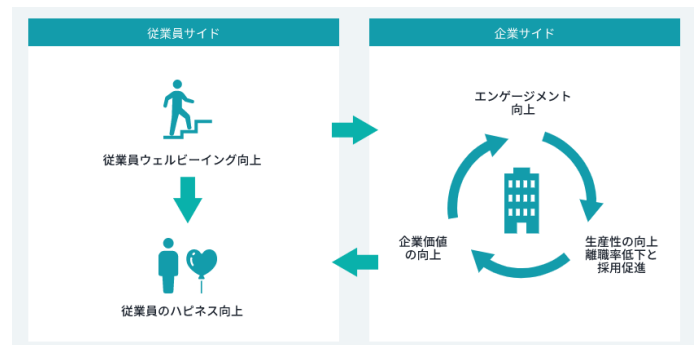 従業員サイド
従業員ウェルビーイング向上
従業員のハピネス向上
企業サイド
エンゲージメント
向上
生産性の向上
離職率低下と
採用促進
企業価値
の向上